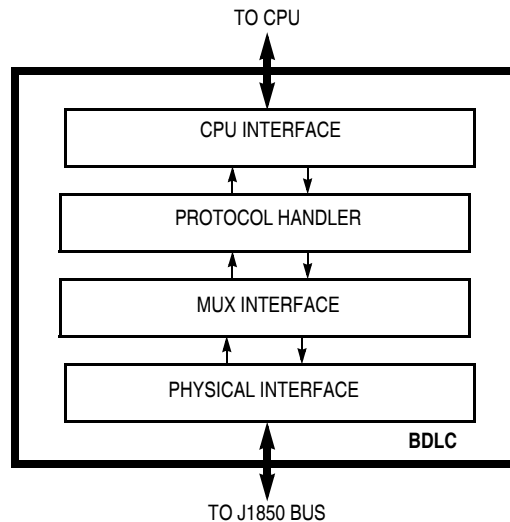 TO CPU
CPU INTERFACE
PROTOCOL HANDLER
MUX INTERFACE
PHYSICAL INTERFACE
BDLC
TO J1850 BUS